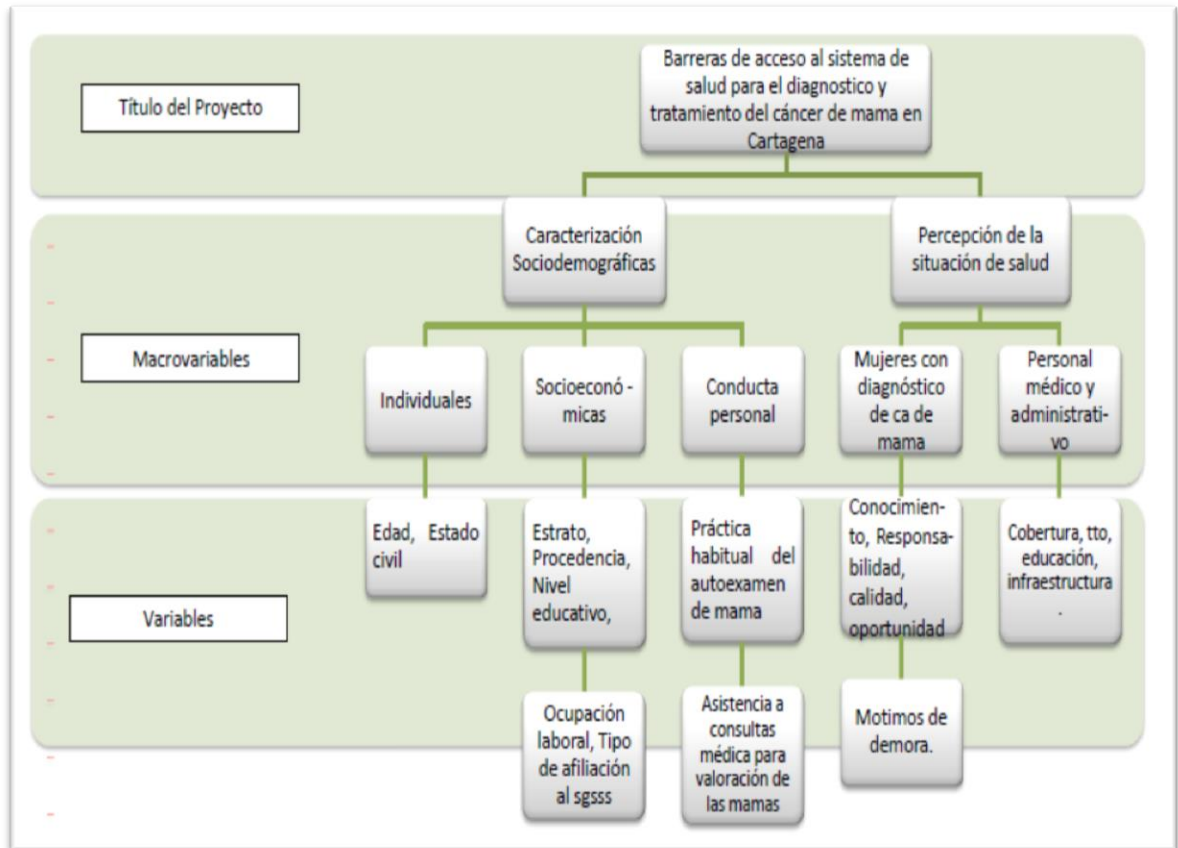 Título del Proyecto
Barreras de acceso al sistema de
salud para el diagnostico y
tratamiento del cáncer de mama en
Cartagena
Caracterización
Sociodemográficas
Percepción de la
situación de salud
Macrovariables
Individuales
Socioeconó -
micas
Conducta
personal
Mujeres con
diagnóstico
de ca de
mama
Personal
médico y
administrati-
vo
Variables
Edad, Estado
civil
Estrato,
Procedencia,
Nivel
educativo,
Práctica
habitual del
autoexamen
de mama
Conocimien-
to, Responsa-
bilidad,
calidad,
oportunidad
Cobertura, tto,
educación,
infraestructura
.
Ocupación
laboral, Tipo
de afiliación
al sgsss
Asistencia a
consultas
médica para
valoración de
las mamas
Motimos de
demora.